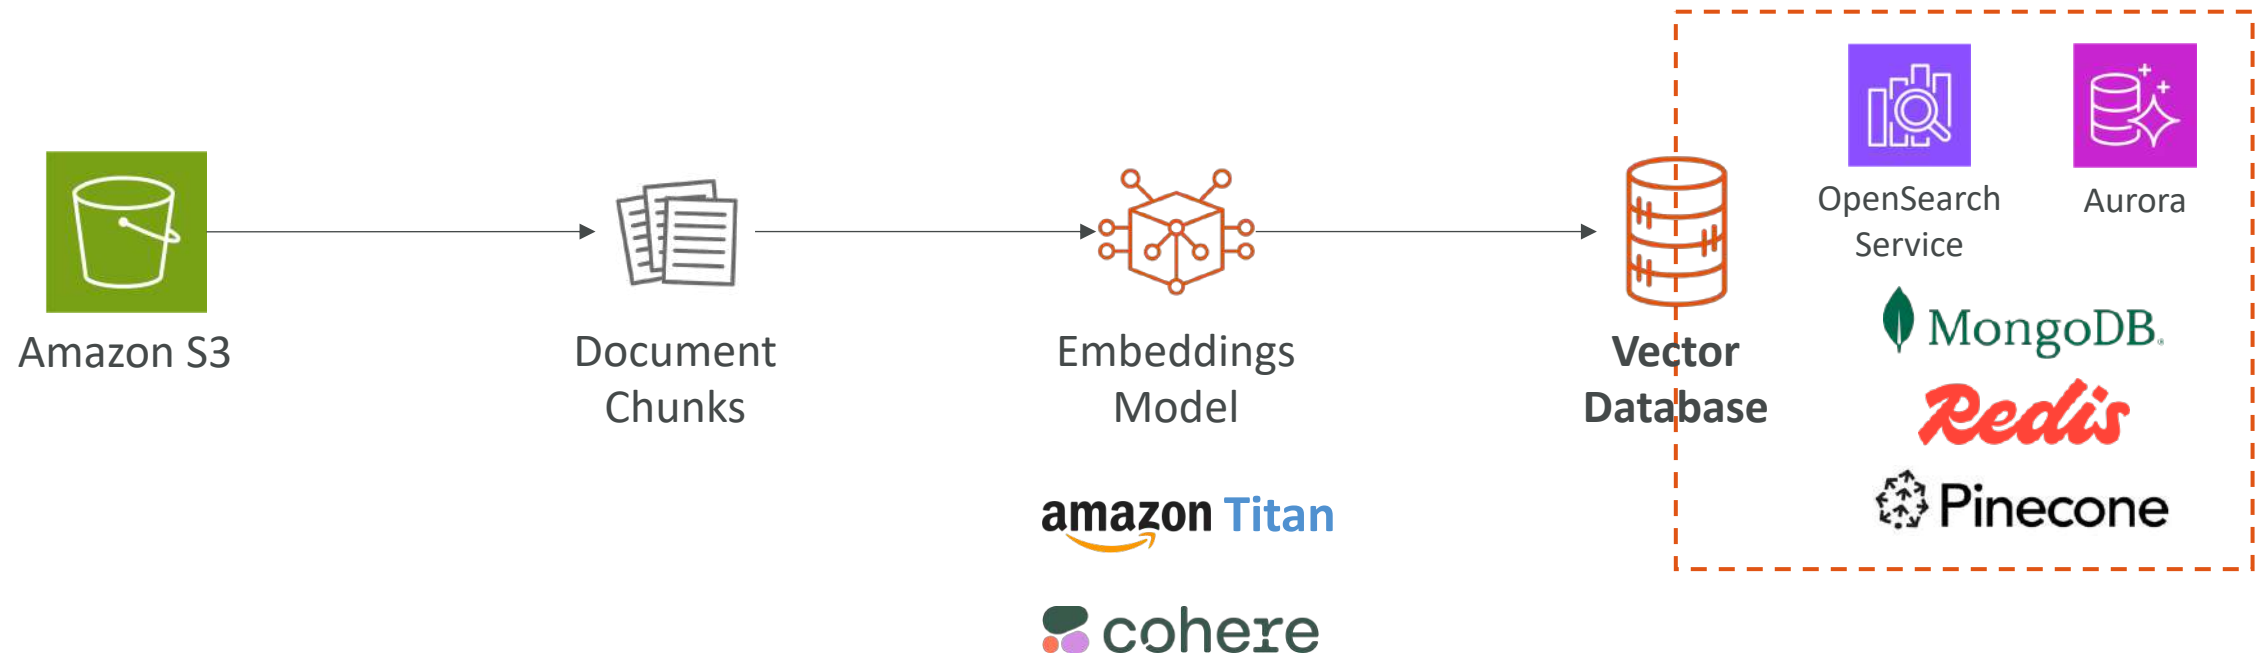 Amazon S3
Document
Chunks
Embeddings
Model
amazon Titan
cohere
Vector
Database
OpenSearch
Service
Aurora
MongoDB.
Redis
Pinecone